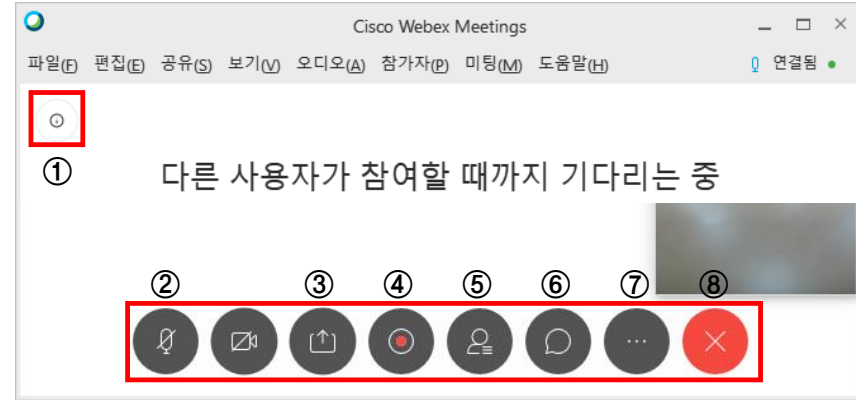 Cisco Webex Meetings
파일(F) 편집(E) 공유(S) 보기(V) 오디오(A) 참가자(P) 미팅(M) 도움말(H) 연결됨
①
다른 사용자가 참여할 때까지 기다리는 중
② ③ ④ ⑤ ⑥ ⑦ ⑧